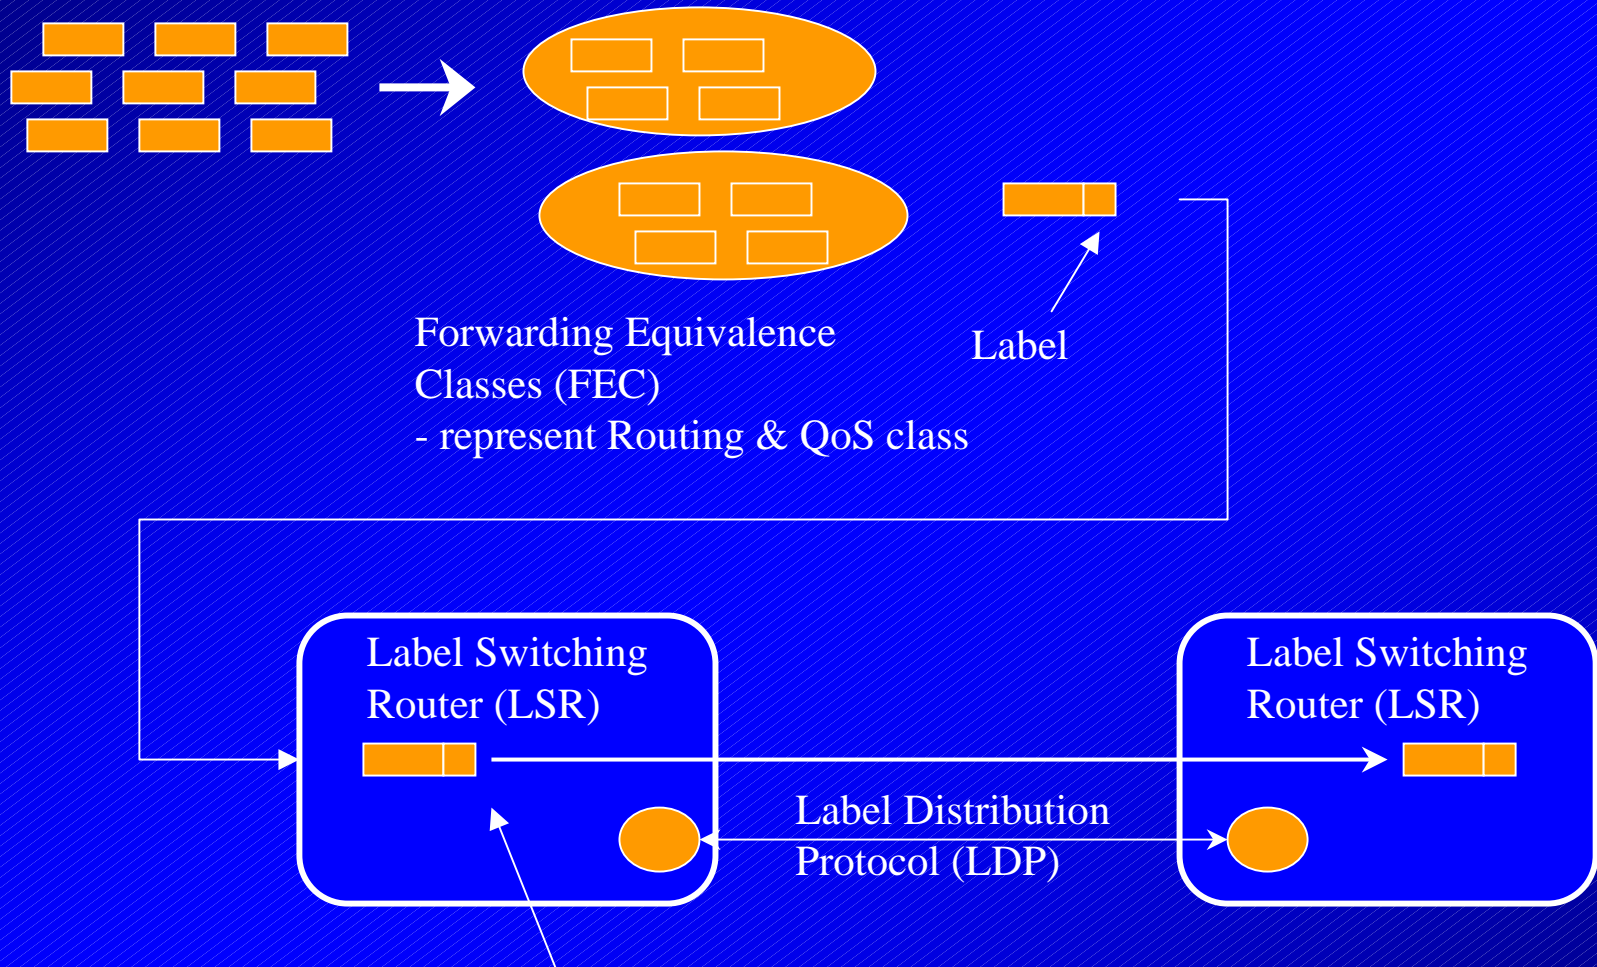 Forwarding Equivalence
Classes (FEC)
- represent Routing & QoS class
Label
Label Switching
Router (LSR)
Label Switching
Router (LSR)
Label Distribution
Protocol (LDP)